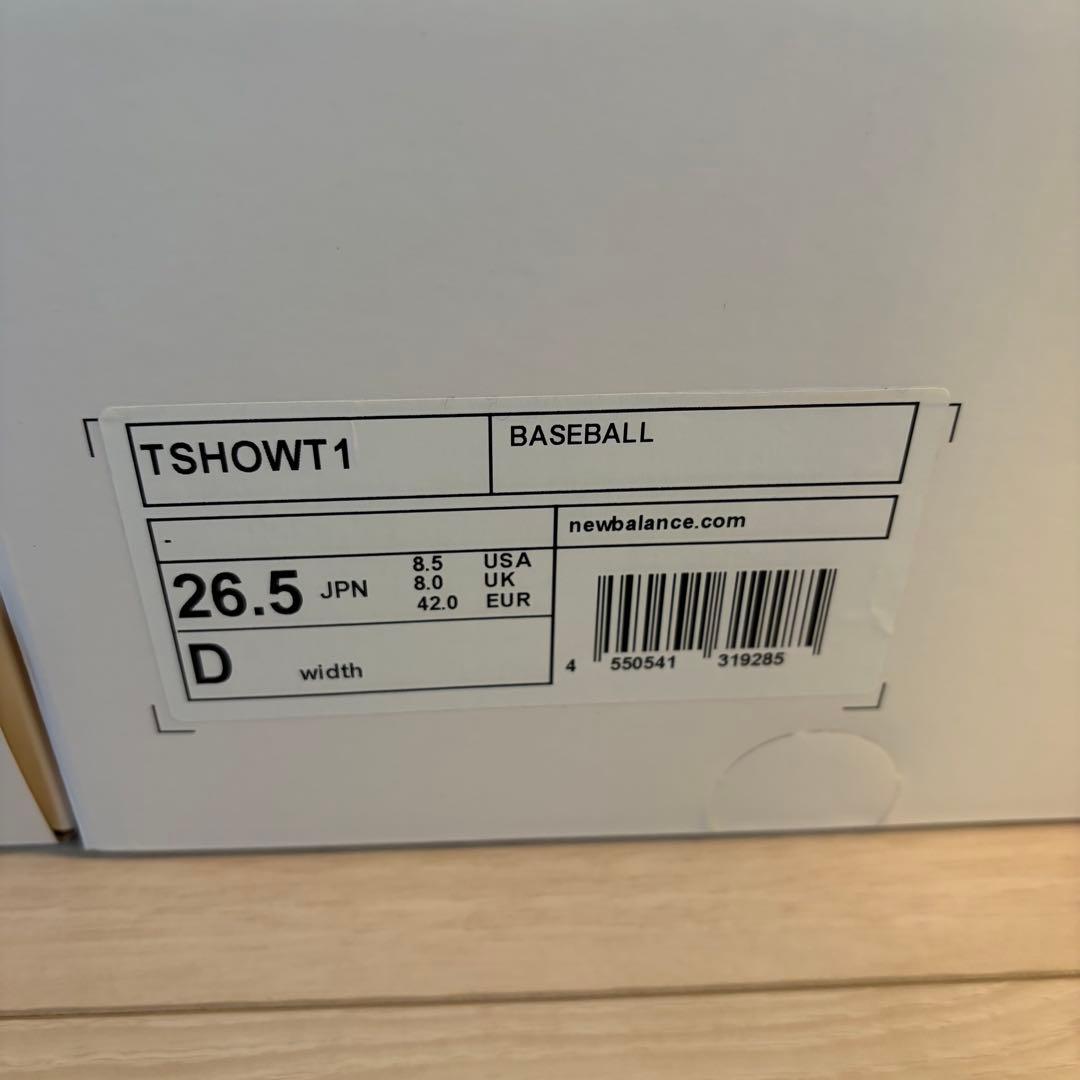 TSHOWT1
BASEBALL
-
newbalance.com
26.5 JPN
8.5 USA
8.0 UK
42.0 EUR
D width
4 550541 319285